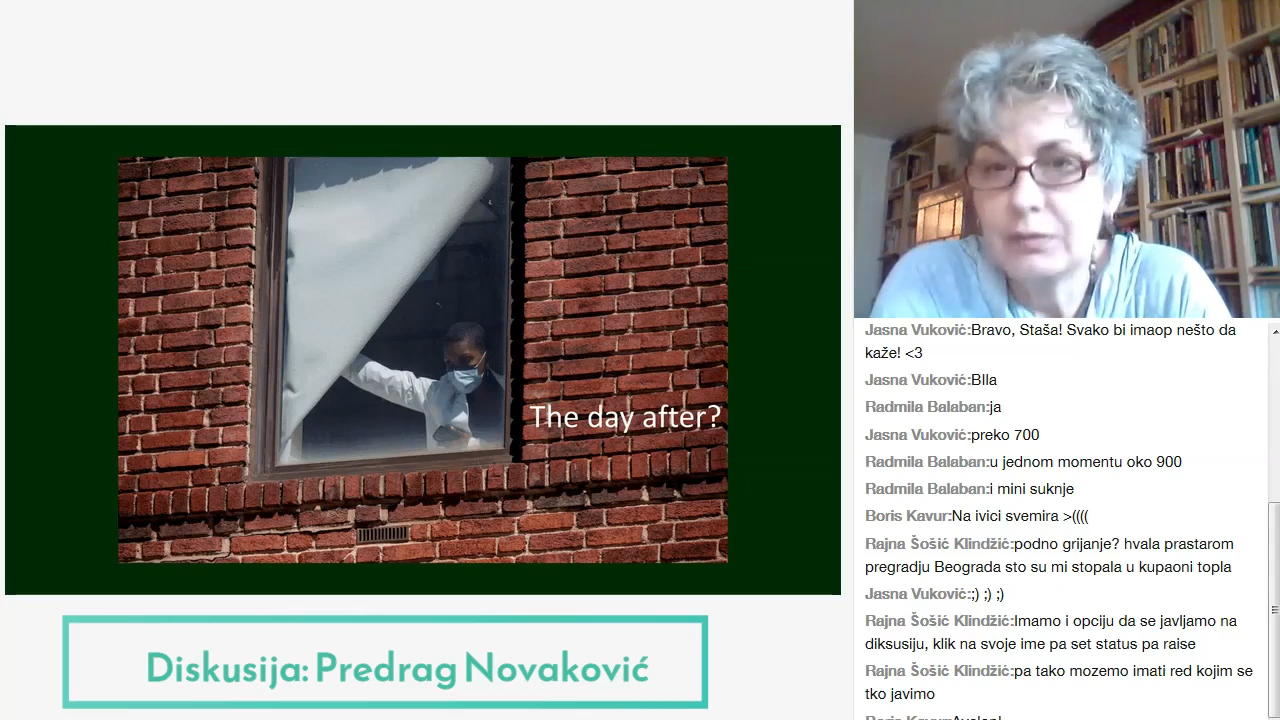 The day after?
Diskusija: Predrag Novaković
Jasna Vuković:Bravo, Staša! Svako bi imaop nešto da
kaže! <3
Jasna Vuković:Blla
Radmila Balaban:ja
Jasna Vuković:preko 700
Radmila Balaban:u jednom momentu oko 900
Radmila Balaban:i mini suknje
Boris Kavur:Na ivici svemira >((((
Rajna Šošić Klindžić:podno grijanje? hvala prastarom
pregradju Beograda sto su mi stopala u kupaoni topla
Jasna Vuković:;) ;) ;)
Rajna Šošić Klindžić:Imamo i opciju da se javljamo na
diksusiju, klik na svoje ime pa set status pa raise
Rajna Šošić Klindžić:pa tako mozemo imati red kojim se
tko javimo